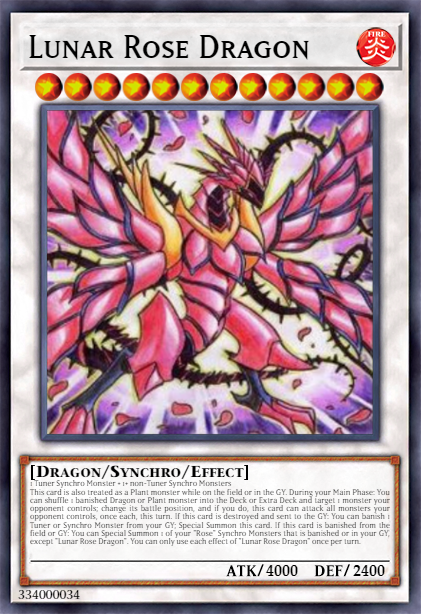 LUNAR ROSE DRAGON
FIRE
炎
[DRAGON/SYNCHRO/EFFECT]
1 Tuner Synchro Monster + 1+ non-Tuner Synchro Monsters
This card is also treated as a Plant monster while on the field or in the GY. During your Main Phase: You
can shuffle 1 banished Dragon or Plant monster into the Deck or Extra Deck and target 1 monster your
opponent controls; change its battle position, and if you do, this card can attack all monsters your
opponent controls, once each, this turn. If this card is destroyed and sent to the GY: You can banish 1
Tuner or Synchro Monster from your GY; Special Summon this card. If this card is banished from the
field or GY: You can Special Summon 1 of your "Rose" Synchro Monsters that is banished or in your GY,
except "Lunar Rose Dragon". You can only use each effect of "Lunar Rose Dragon" once per turn.
ATK/4000 DEF/2400
334000034